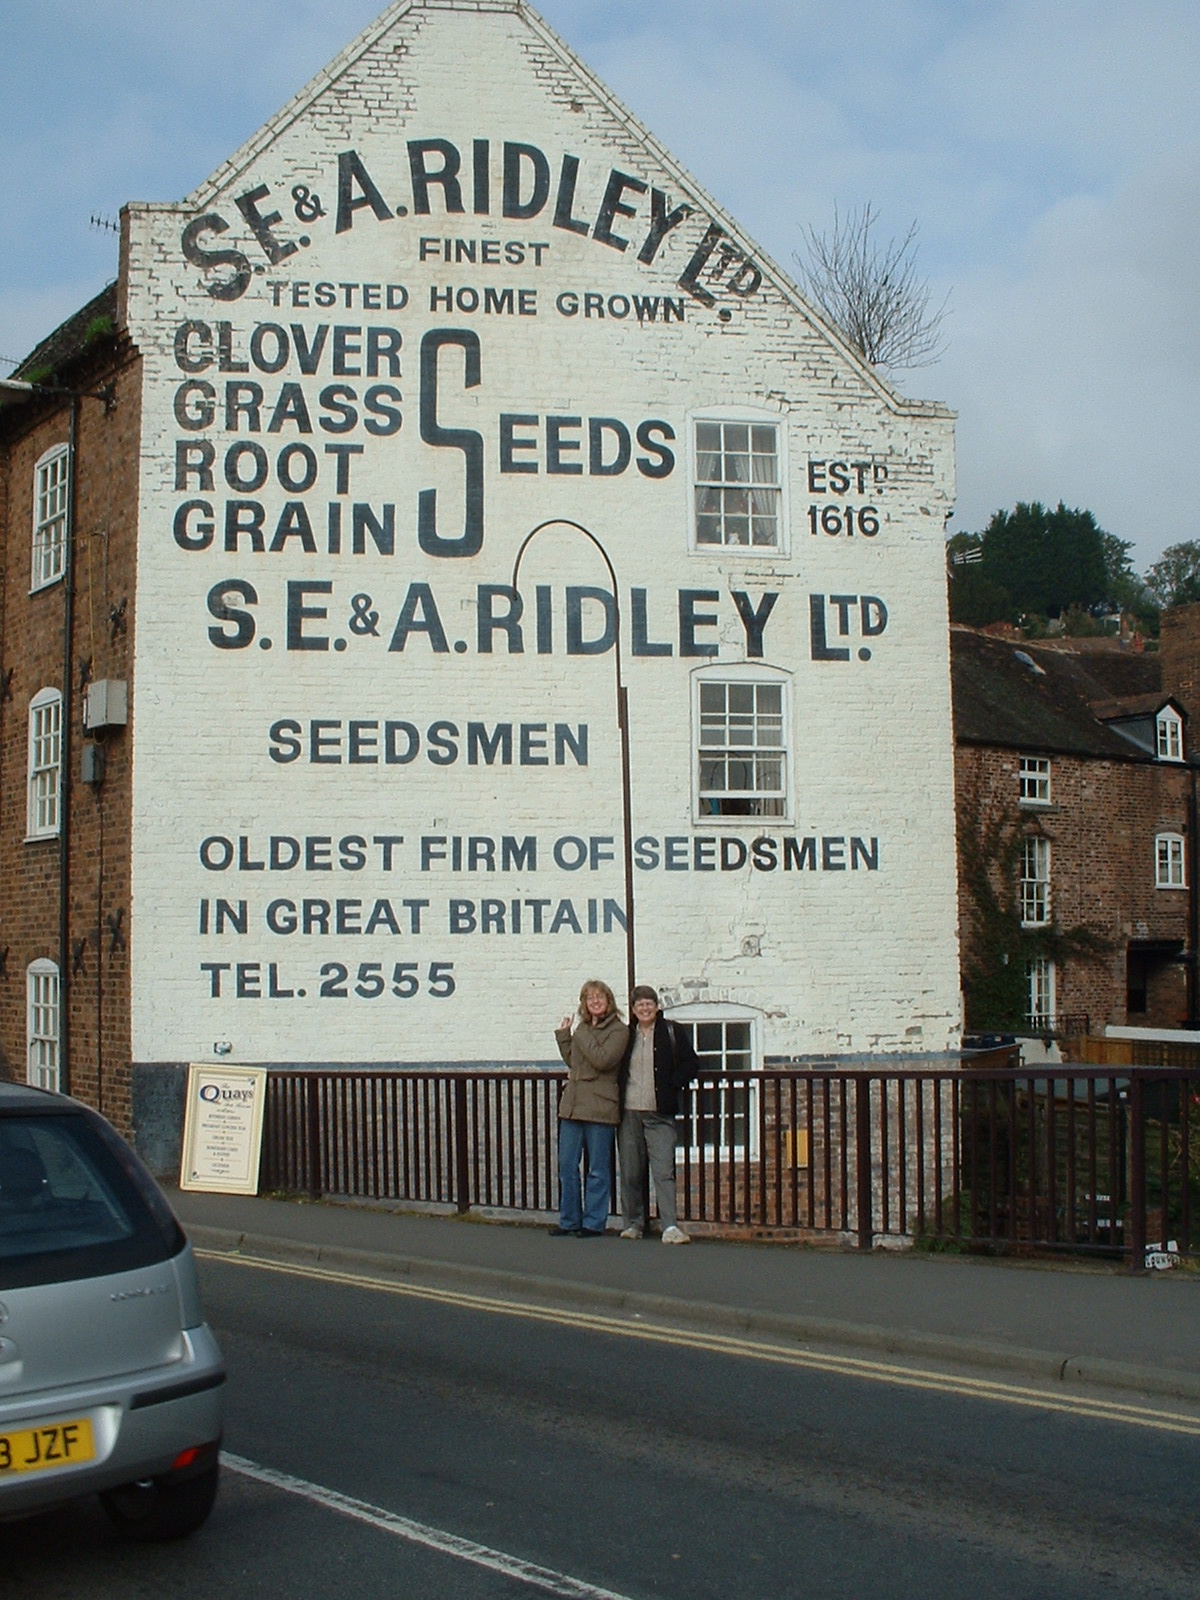 S.E. & A. RIDLEY LTD.
FINEST
TESTED HOME GROWN
CLOVER
GRASS
ROOT
GRAIN
SEEDS
ESTD.
1616
S.E. & A. RIDLEY LTD.
SEEDSMEN
OLDEST FIRM OF SEEDSMEN
IN GREAT BRITAIN
TEL. 2555
Quays
3 JZF